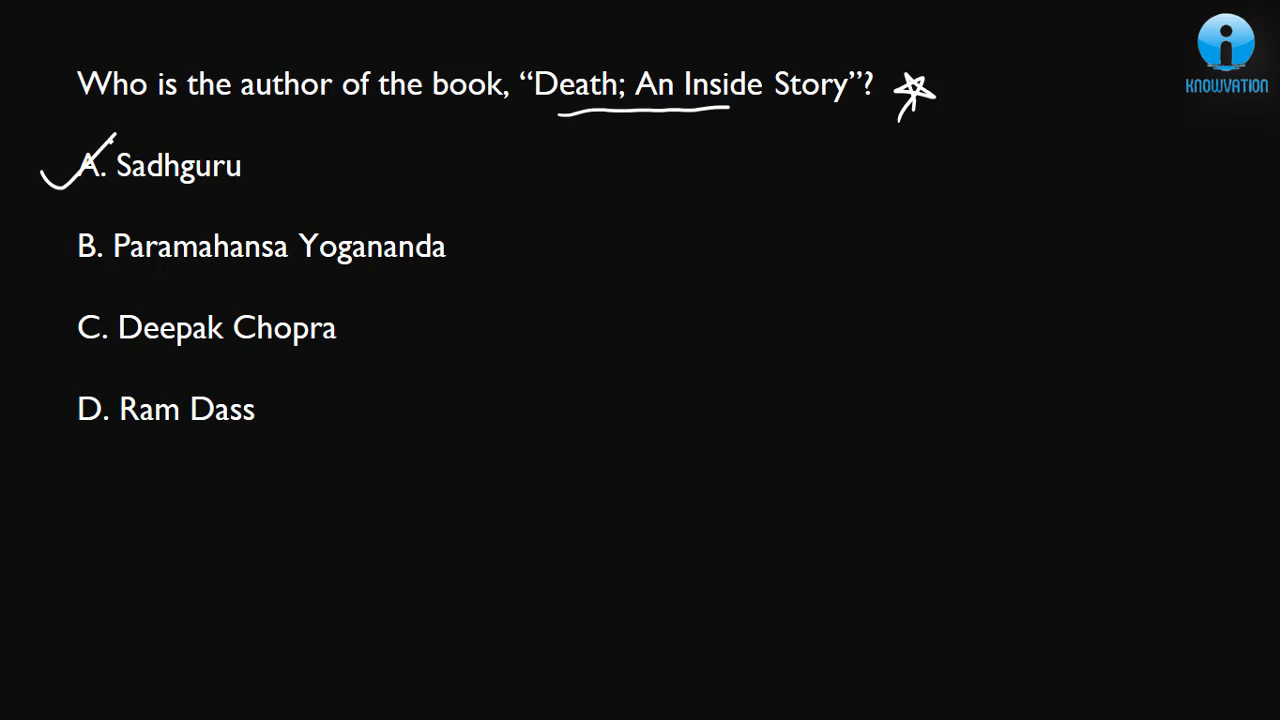 Who is the author of the book, “Death; An Inside Story”?
KNOWVATION
A. Sadhguru
B. Paramahansa Yogananda
C. Deepak Chopra
D. Ram Dass